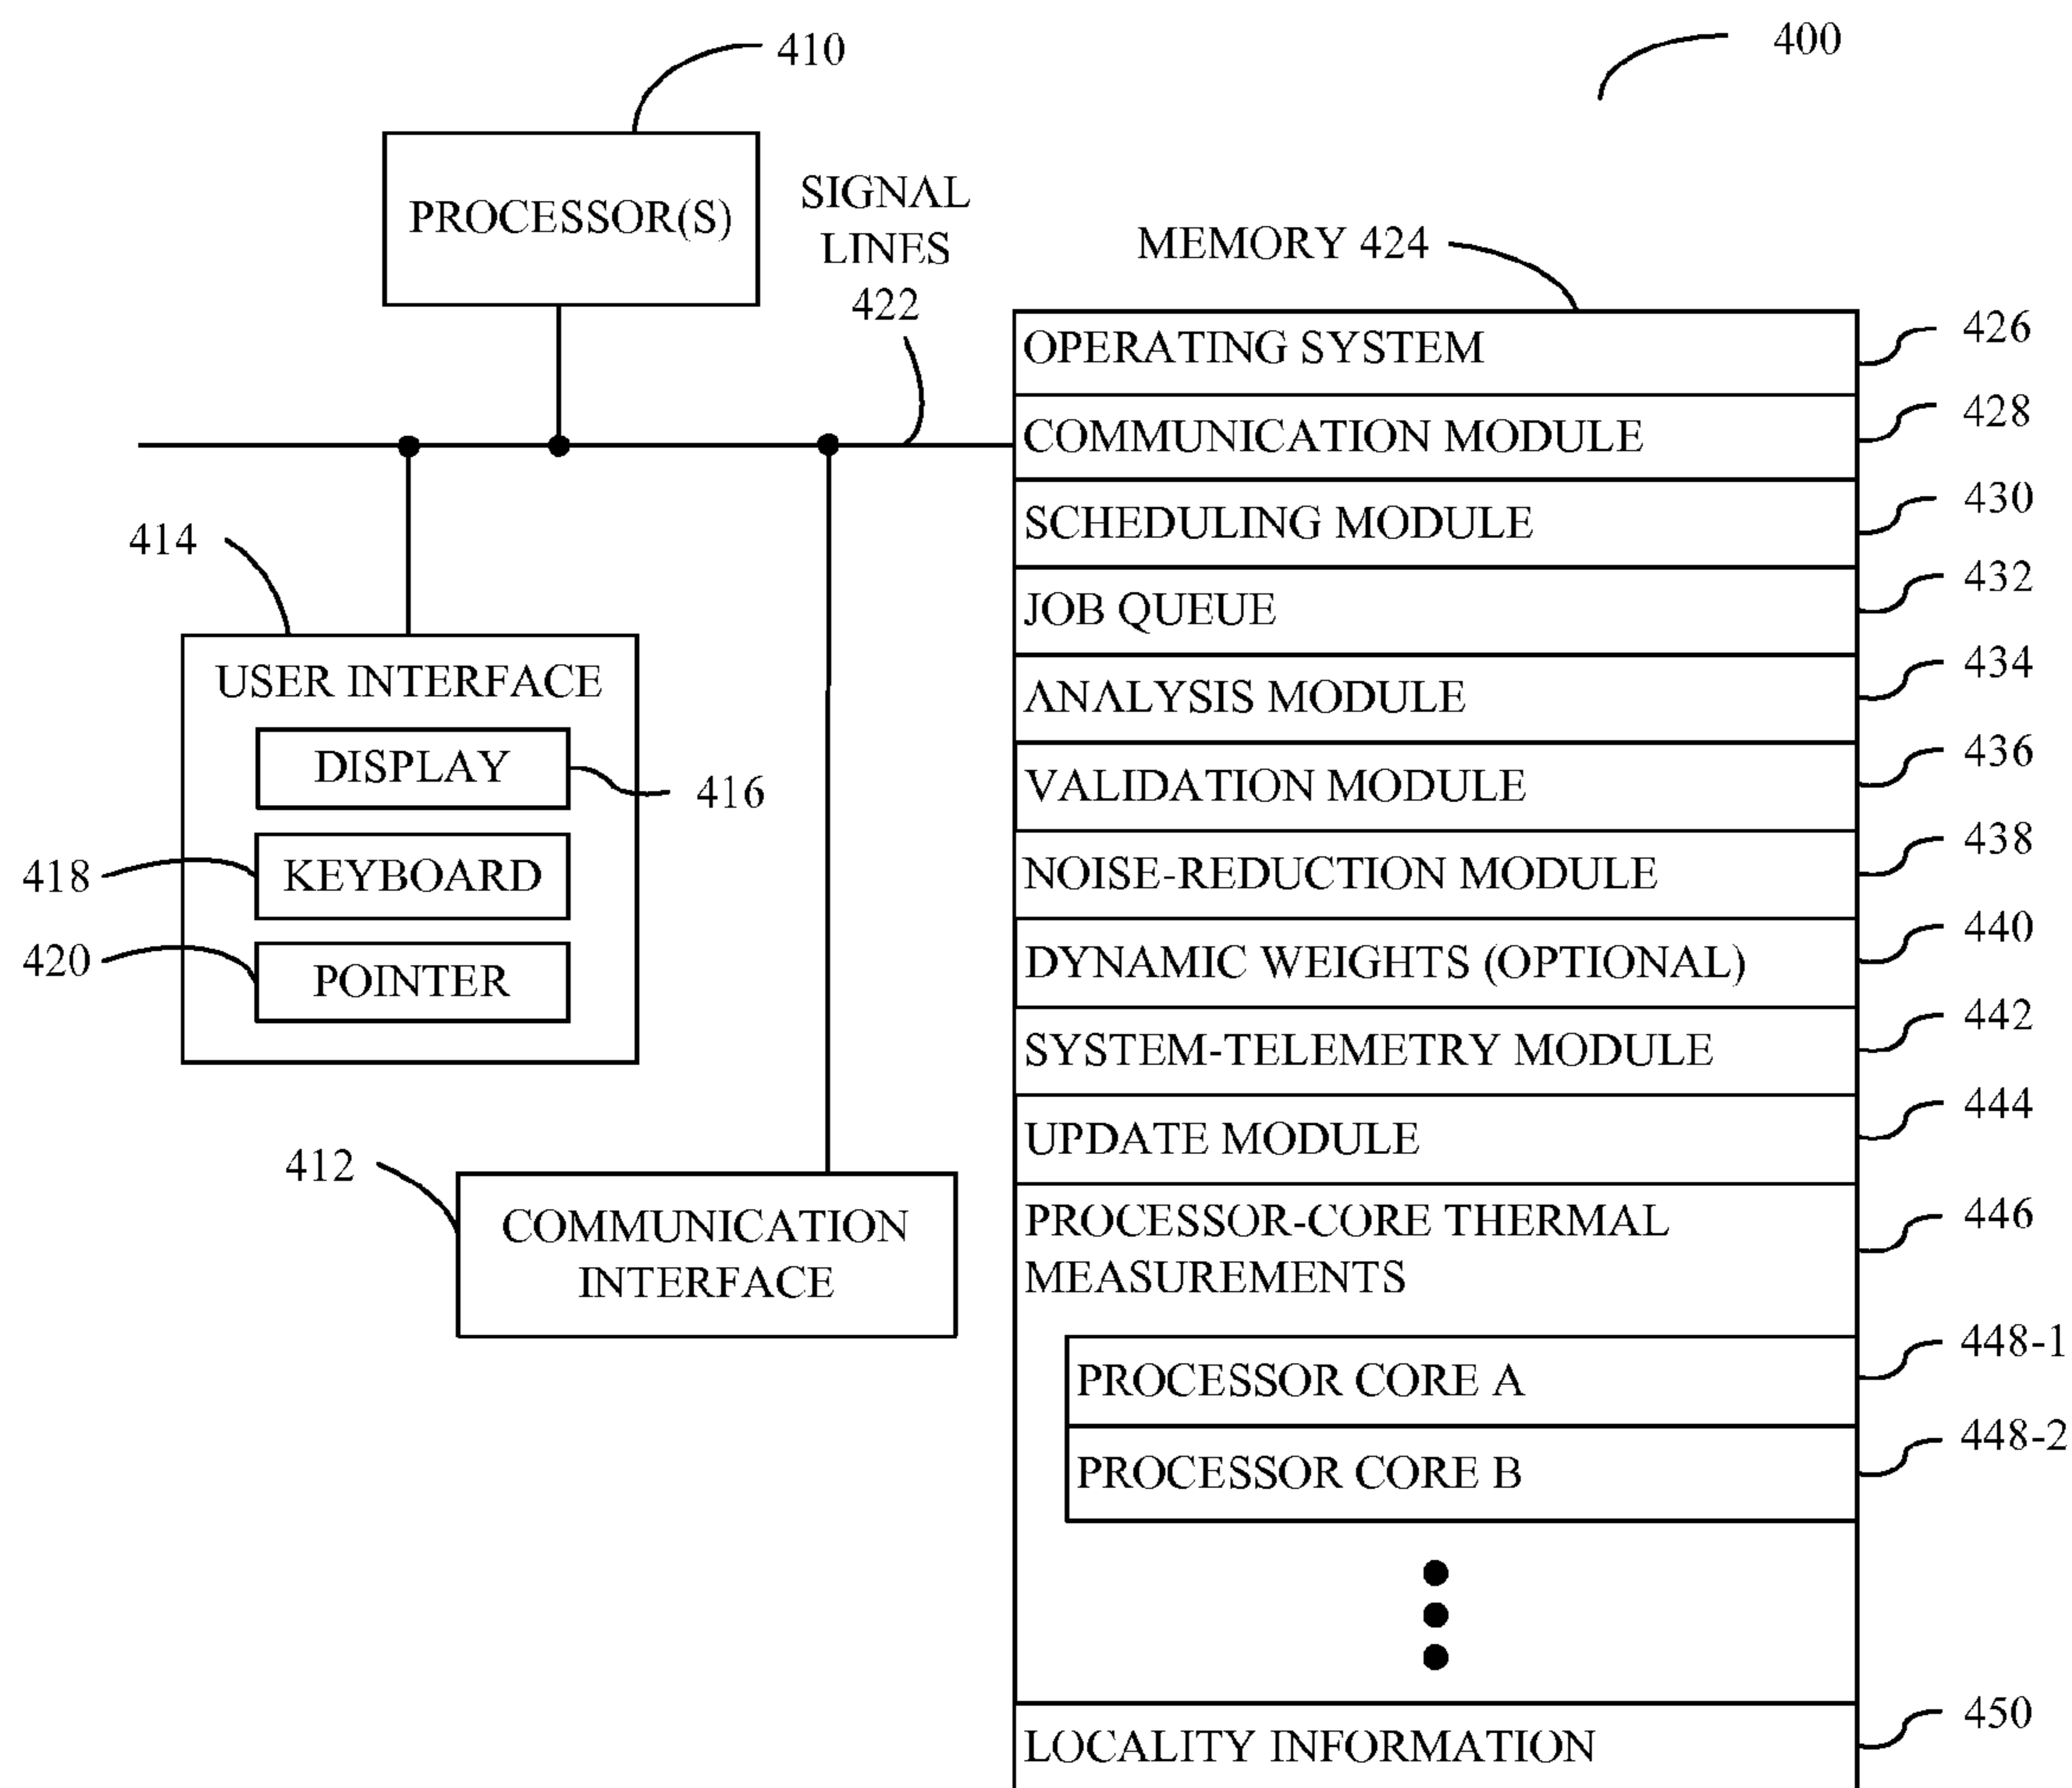 400
410
PROCESSOR(S)
SIGNAL
LINES
422
MEMORY 424
OPERATING SYSTEM
426
COMMUNICATION MODULE
428
SCHEDULING MODULE
430
JOB QUEUE
432
ANALYSIS MODULE
434
VALIDATION MODULE
436
NOISE-REDUCTION MODULE
438
DYNAMIC WEIGHTS (OPTIONAL)
440
SYSTEM-TELEMETRY MODULE
442
UPDATE MODULE
444
PROCESSOR-CORE THERMAL
MEASUREMENTS
446
PROCESSOR CORE A
448-1
PROCESSOR CORE B
448-2
LOCALITY INFORMATION
450
414
USER INTERFACE
DISPLAY
416
418
KEYBOARD
420
POINTER
412
COMMUNICATION
INTERFACE